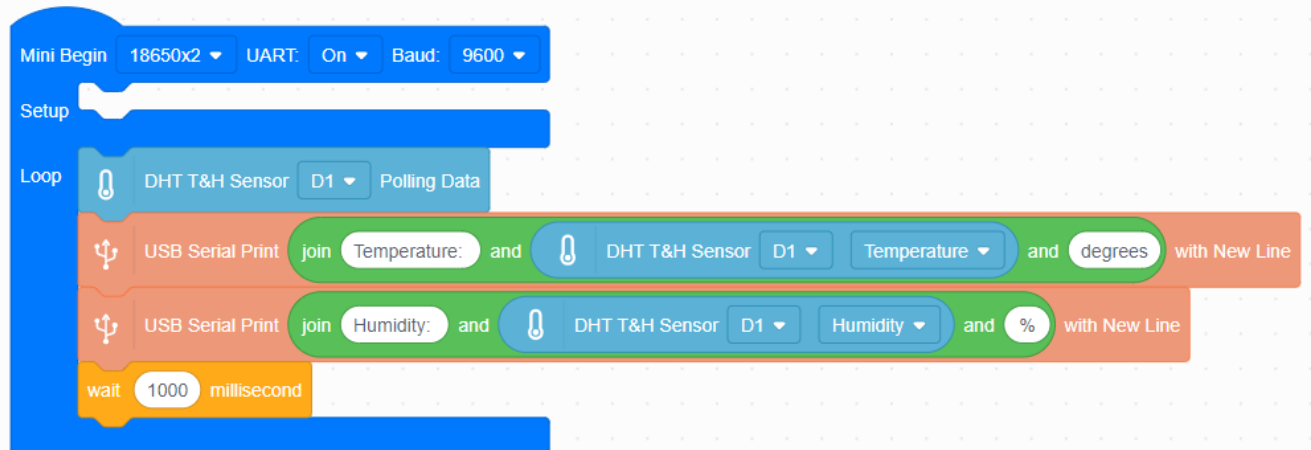 Mini Begin 18650x2 UART: On Baud: 9600
Setup
Loop DHT T&H Sensor D1 Polling Data
USB Serial Print join Temperature: and DHT T&H Sensor D1 Temperature and degrees with New Line
USB Serial Print join Humidity: and DHT T&H Sensor D1 Humidity and % with New Line
wait 1000 millisecond